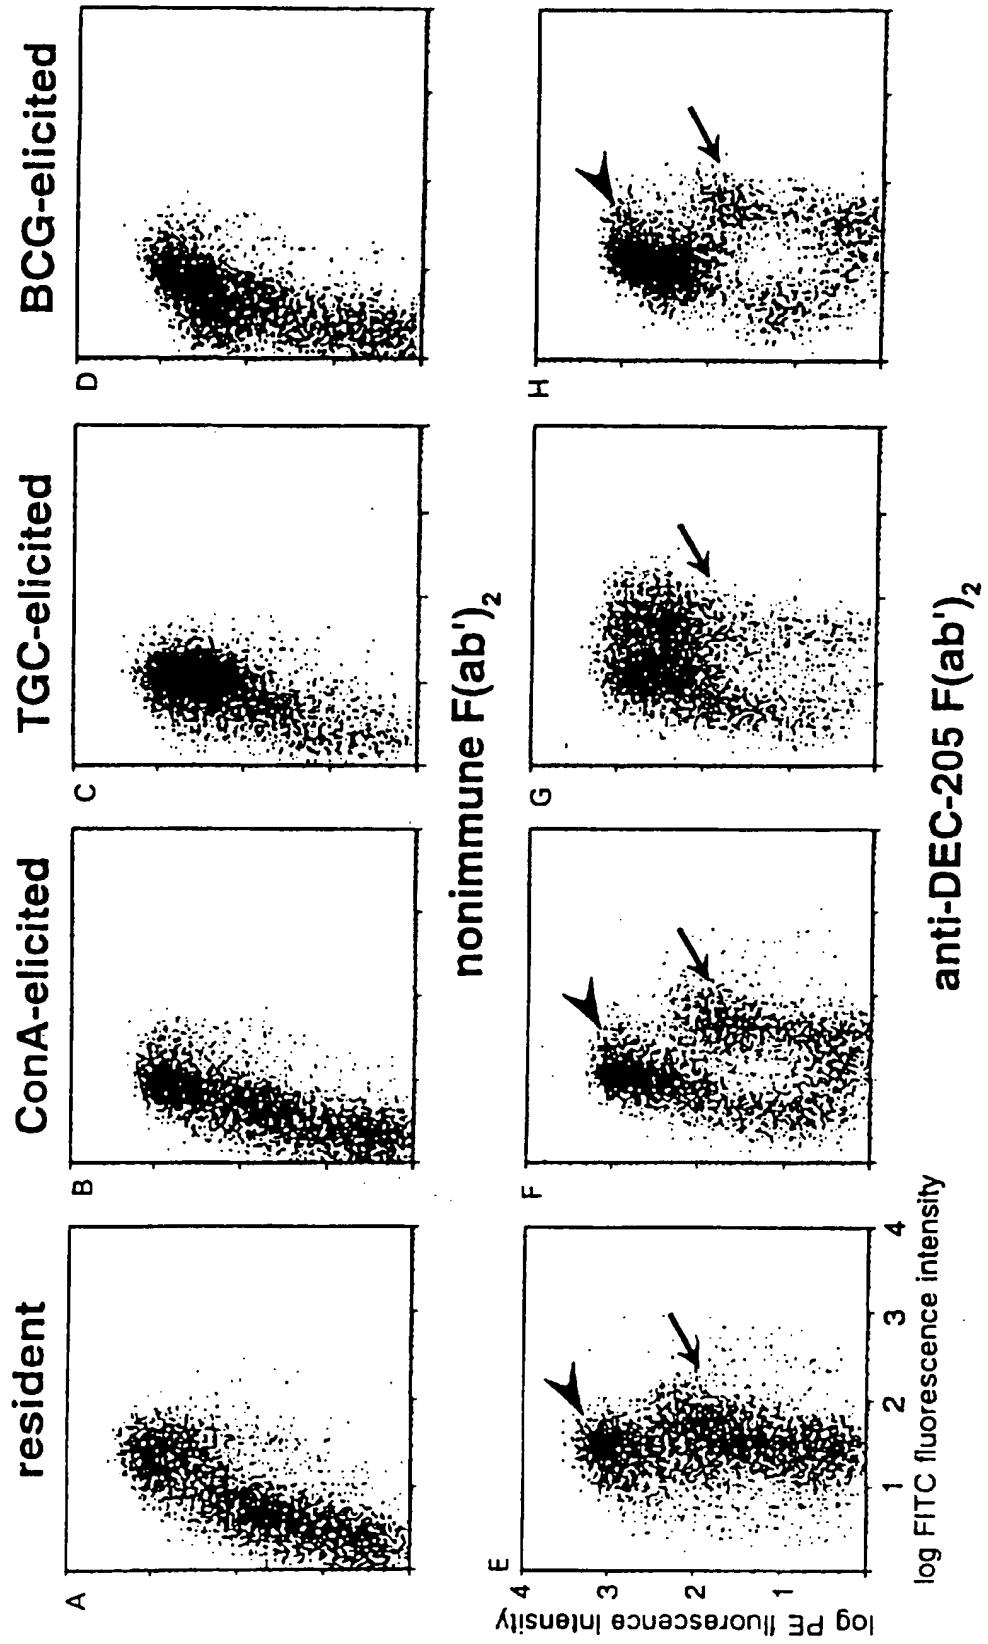 resident ConA-elicited TGC-elicited BCG-elicited
A B C D
nonimmune F(ab')2
E F G H
4
3
2
1
log PE fluorescence Intensity
1 2 3 4
log FITC fluorescence intensity
anti-DEC-205 F(ab')2